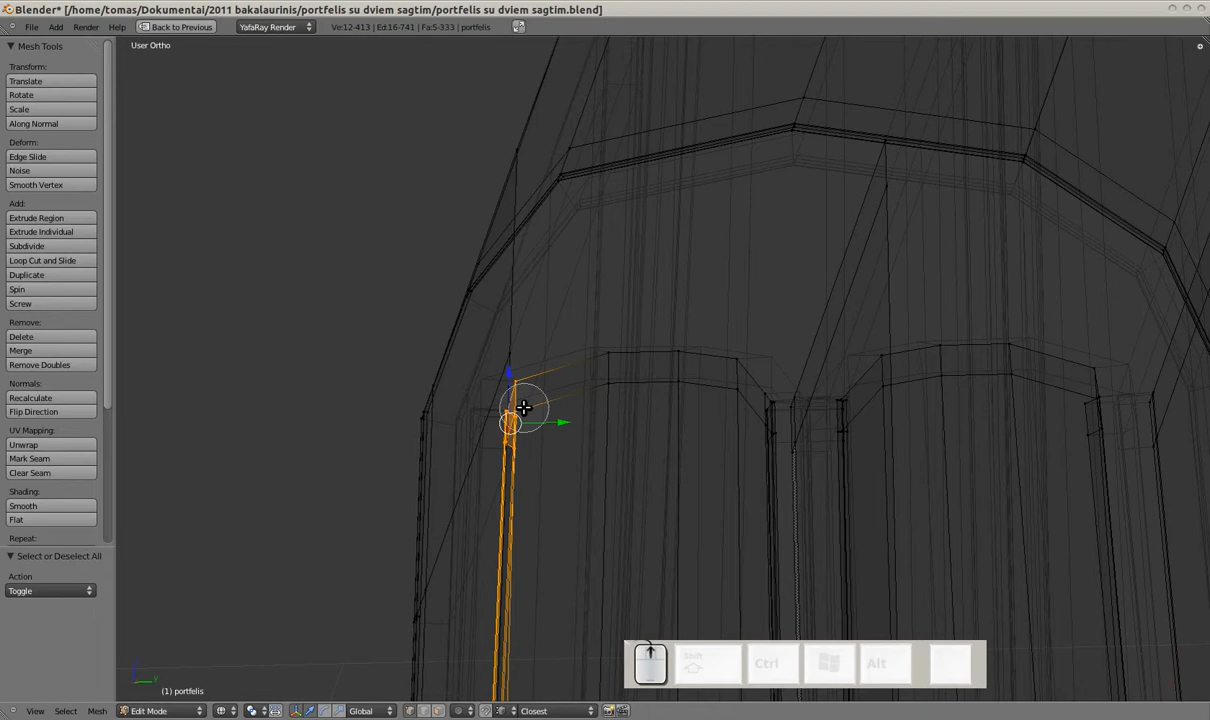 Blender* [/home/tomas/Dokumentai/2011 bakalaurinis/portfelis su dviem sagtim/portfelis su dviem sagtim.blend]
File Add Render Help Back to Previous YafaRay Render Ve:12-413 | Ed:16-741 | Fa:5-333 | portfelis
Mesh Tools
User Ortho
Transform:
Translate
Rotate
Scale
Along Normal
Deform:
Edge Slide
Noise
Smooth Vertex
Add:
Extrude Region
Extrude Individual
Subdivide
Loop Cut and Slide
Duplicate
Spin
Screw
Remove:
Delete
Merge
Remove Doubles
Normals:
Recalculate
Flip Direction
UV Mapping:
Unwrap
Mark Seam
Clear Seam
Shading:
Smooth
Flat
Repeat:
Select or Deselect All
Action
Toggle
Shift Ctrl Alt
z
y
(1) portfelis
View Select Mesh Edit Mode Global Closest